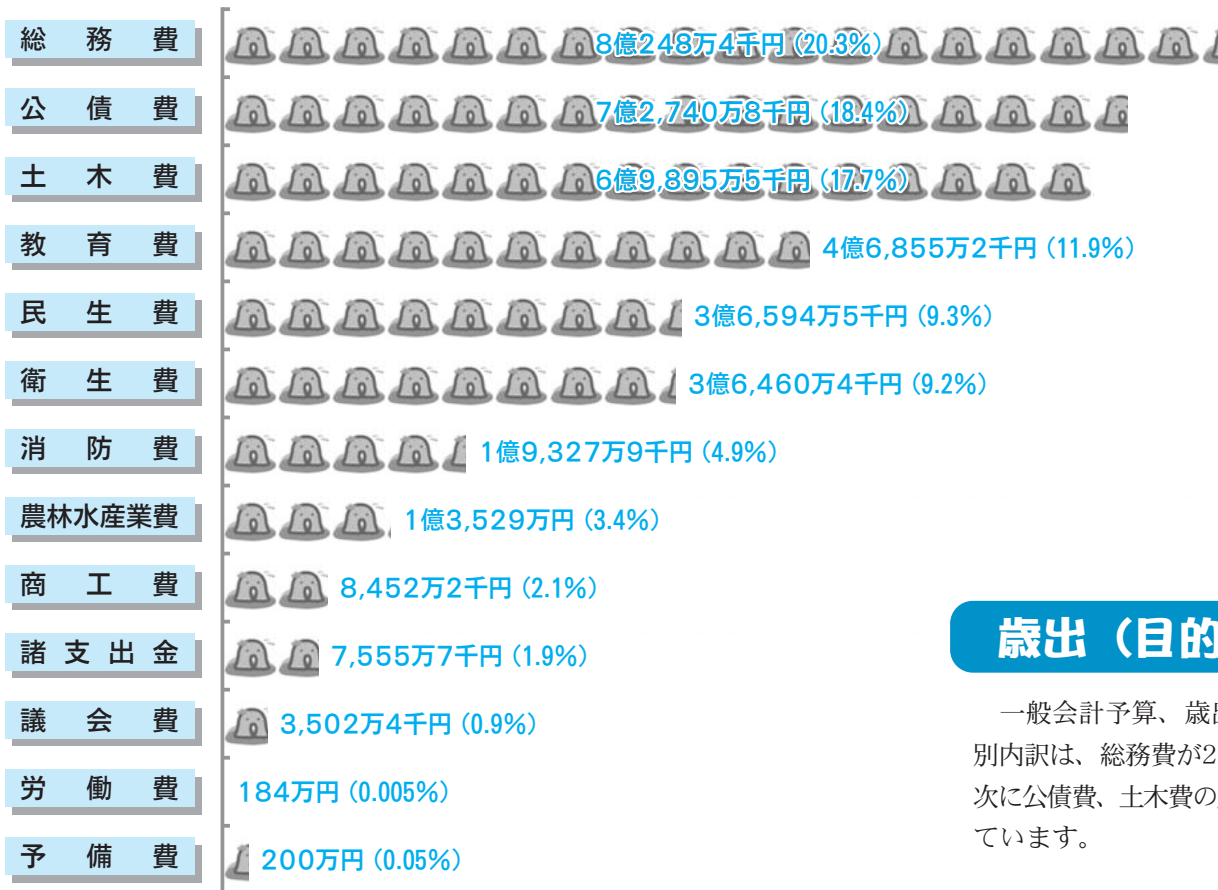 総務費 8億248万4千円 (20.3%)
公債費 7億2,740万8千円 (18.4%)
土木費 6億9,895万5千円 (17.7%)
教育費 4億6,855万2千円 (11.9%)
民生費 3億6,594万5千円 (9.3%)
衛生費 3億6,460万4千円 (9.2%)
消防費 1億9,327万9千円 (4.9%)
農林水産業費 1億3,529万円 (3.4%)
商工費 8,452万2千円 (2.1%)
諸支出金 7,555万7千円 (1.9%)
議会費 3,502万4千円 (0.9%)
労働費 184万円 (0.005%)
予備費 200万円 (0.05%)
歳出（目的
一般会計予算、歳出
別内訳は、総務費が2
次に公債費、土木費の
ています。